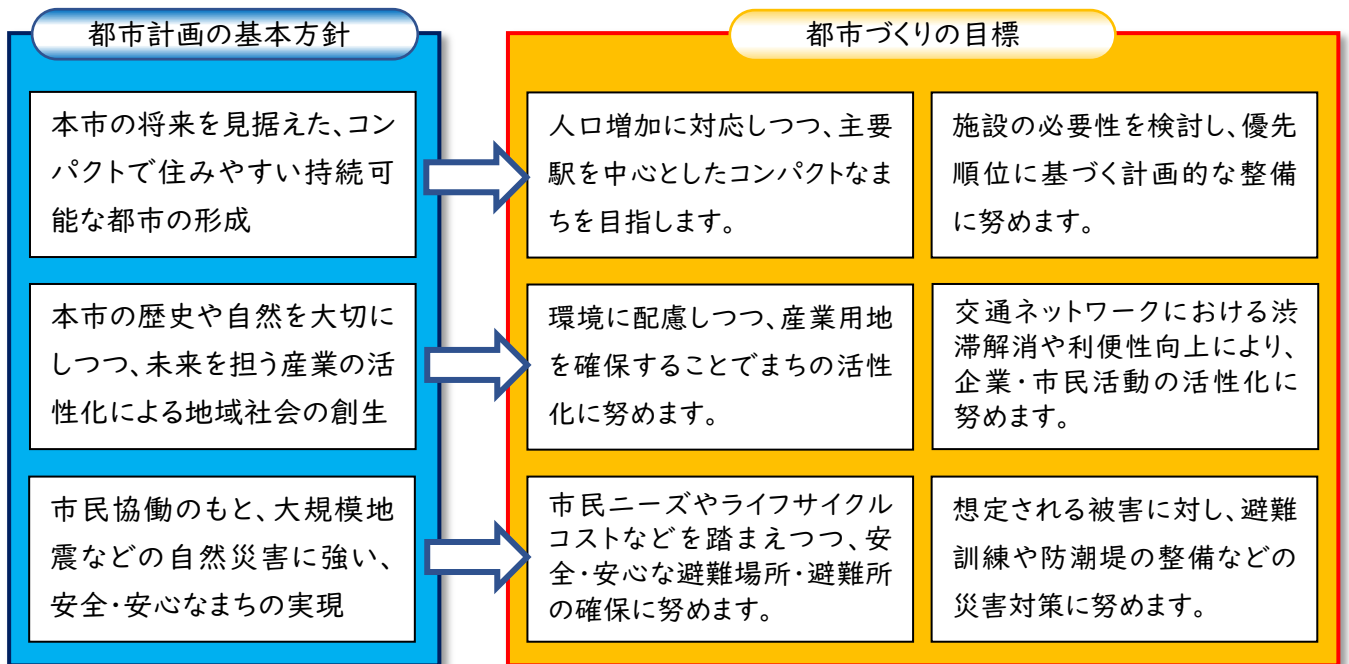 都市計画の基本方針
本市の将来を見据えた、コン
パクトで住みやすい持続可
能な都市の形成
本市の歴史や自然を大切に
しつつ、未来を担う産業の活
性化による地域社会の創生
市民協働のもと、大規模地
震などの自然災害に強い、
安全・安心なまちの実現
都市づくりの目標
人口増加に対応しつつ、主要
駅を中心としたコンパクトなま
ちを目指します。
施設の必要性を検討し、優先
順位に基づく計画的な整備
に努めます。
環境に配慮しつつ、産業用地
を確保することでまちの活性
化に努めます。
交通ネットワークにおける渋
滞解消や利便性向上により、
企業・市民活動の活性化に
努めます。
市民ニーズやライフサイクル
コストなどを踏まえつつ、安
全・安心な避難場所・避難所
の確保に努めます。
想定される被害に対し、避難
訓練や防潮堤の整備などの
災害対策に努めます。